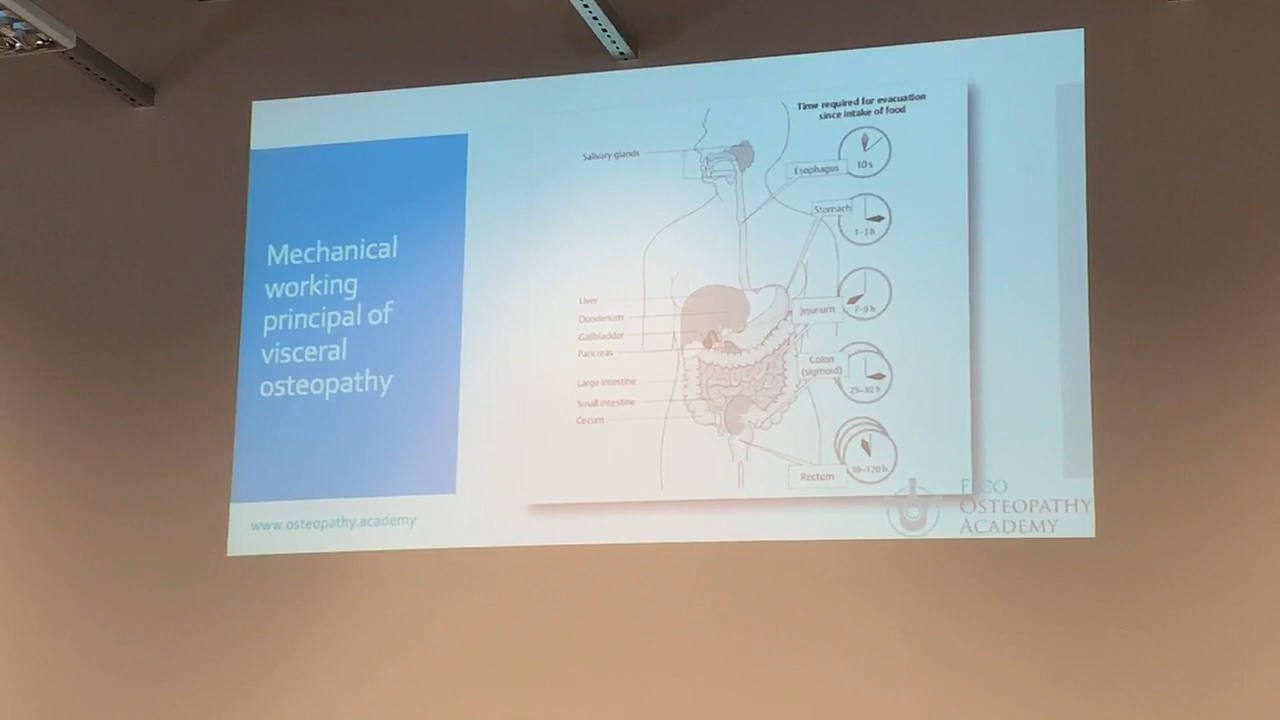 Mechanical
working
principal of
visceral
osteopathy
www.osteopathy.academy
Time required for evacuation
since intake of food
Salivary glands
Esophagus
10 s
Stomach
1-3 h
Liver
Duodenum
Gallbladder
Pancreas
Large intestine
Small intestine
Cecum
Jejunum
7-9 h
Colon
(sigmoid)
25-30 h
Rectum
30-120 h
OSTEOPATHY
ACADEMY